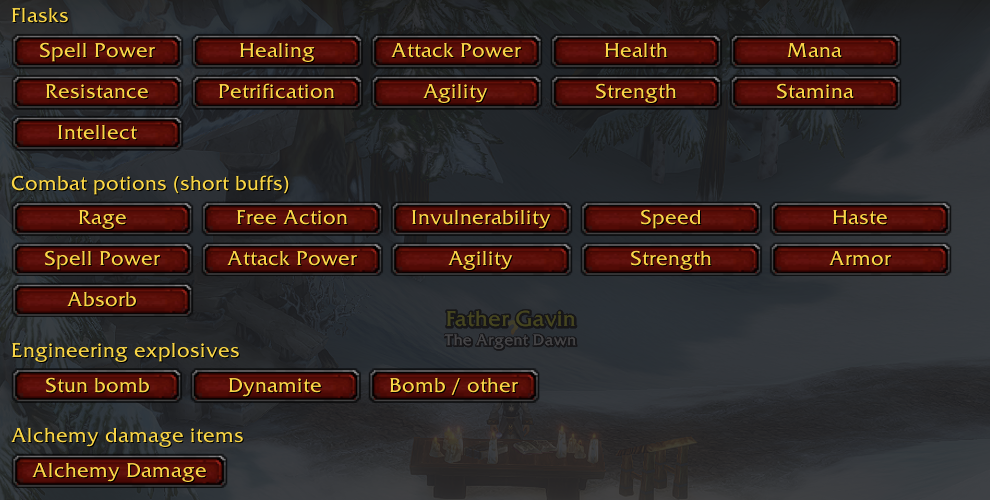 Flasks
Spell Power Healing Attack Power Health Mana
Resistance Petrification Agility Strength Stamina
Intellect
Combat potions (short buffs)
Rage Free Action Invulnerability Speed Haste
Spell Power Attack Power Agility Strength Armor
Absorb
Father Gavin
The Argent Dawn
Engineering explosives
Stun bomb Dynamite Bomb / other
Alchemy damage items
Alchemy Damage